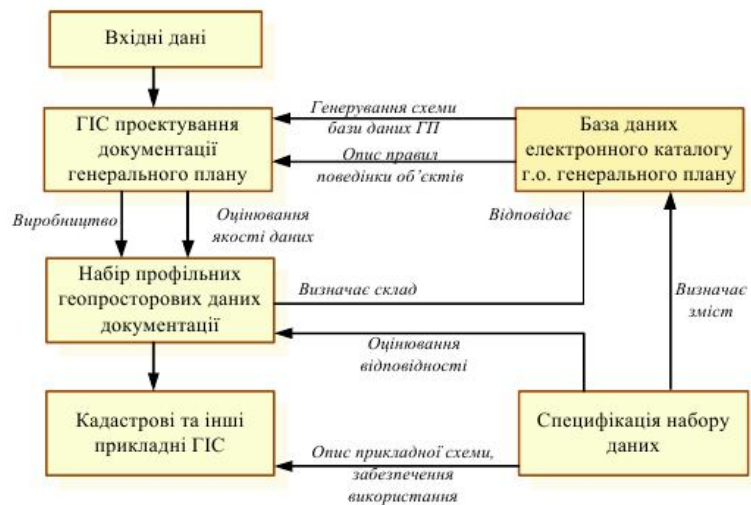 Вхідні дані
ГІС проектування
документації
генерального плану
Генерування схеми
бази даних ГП
Опис правил
поведінки об’єктів
База даних
електронного каталогу
г.о. генерального плану
Виробництво
Оцінювання
якості даних
Відповідає
Набір профільних
геопросторових даних
документації
Визначає склад
Визначає
зміст
Оцінювання
відповідності
Кадастрові та інші
прикладні ГІС
Опис прикладної схеми,
забезпечення
використання
Специфікація набору
даних